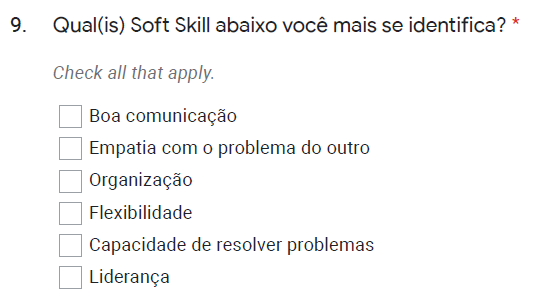 9. Qual(is) Soft Skill abaixo você mais se identifica? *
Check all that apply.
Boa comunicação
Empatia com o problema do outro
Organização
Flexibilidade
Capacidade de resolver problemas
Liderança